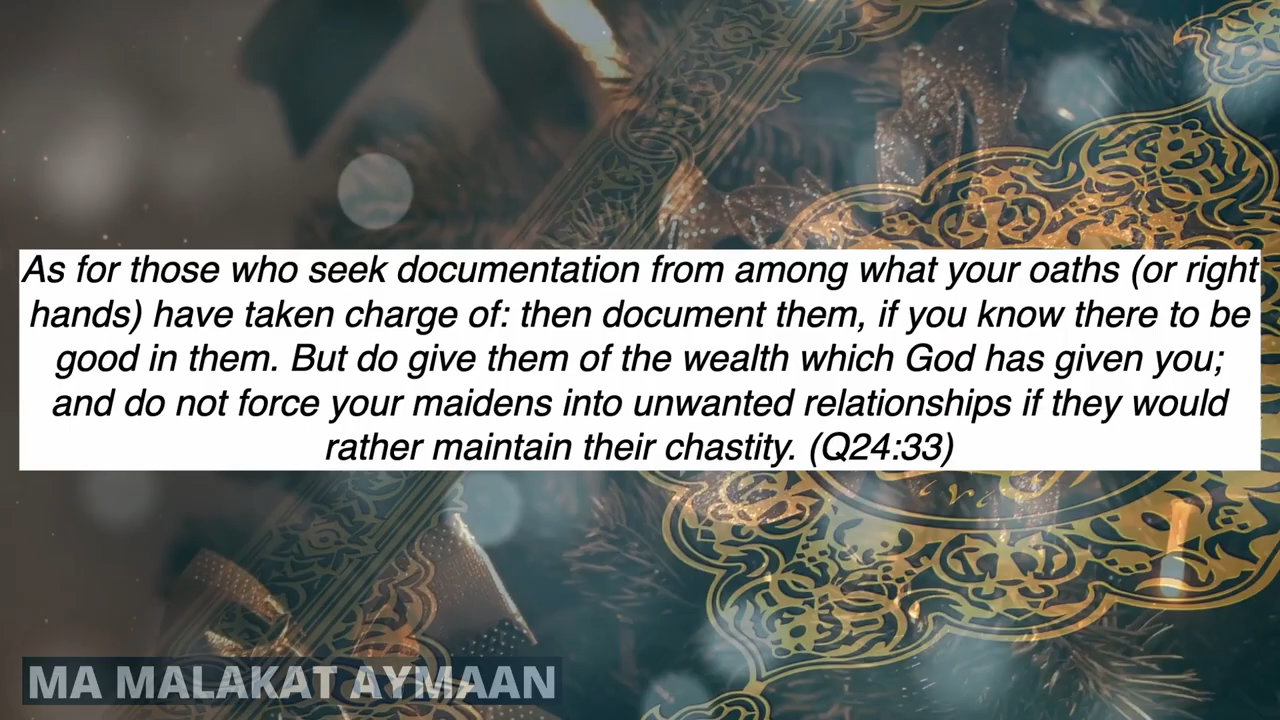 As for those who seek documentation from among what your oaths (or right
hands) have taken charge of: then document them, if you know there to be
good in them. But do give them of the wealth which God has given you;
and do not force your maidens into unwanted relationships if they would
rather maintain their chastity. (Q24:33)
MA MALAKAT AYMAAN